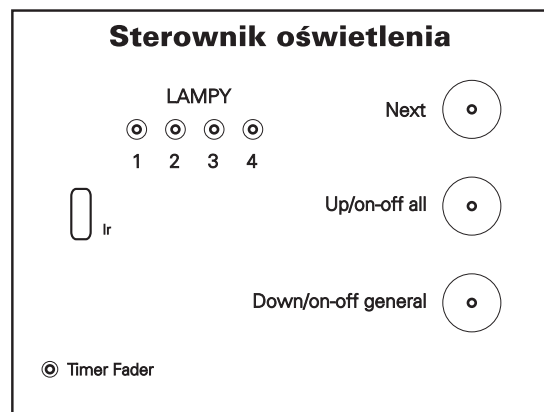 Sterownik oświetlenia
LAMPY
1 2 3 4
Next
Ir
Up/on-off all
Down/on-off general
Timer Fader